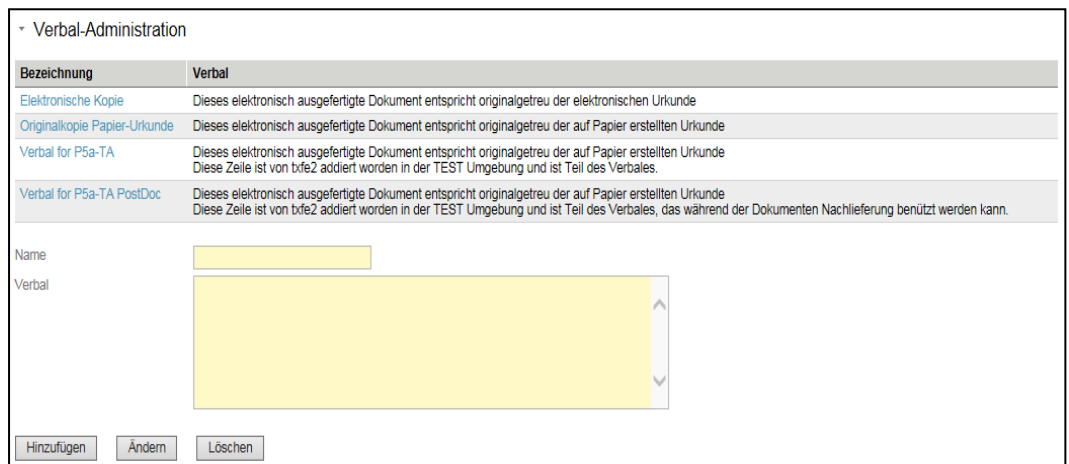 Verbal-Administration
Bezeichnung Verbal
Elektronische Kopie Dieses elektronisch ausgefertigte Dokument entspricht originalgetreu der elektronischen Urkunde
Originalkopie Papier-Urkunde Dieses elektronisch ausgefertigte Dokument entspricht originalgetreu der auf Papier erstellten Urkunde
Verbal for P5a-TA Dieses elektronisch ausgefertigte Dokument entspricht originalgetreu der auf Papier erstellten Urkunde
Diese Zeile ist von txfe2 addiert worden in der TEST Umgebung und ist Teil des Verbales.
Verbal for P5a-TA PostDoc Dieses elektronisch ausgefertigte Dokument entspricht originalgetreu der auf Papier erstellten Urkunde
Diese Zeile ist von txfe2 addiert worden in der TEST Umgebung und ist Teil des Verbales, das während der Dokumenten Nachlieferung benützt werden kann.
Name
Verbal
Hinzufügen Ändern Löschen